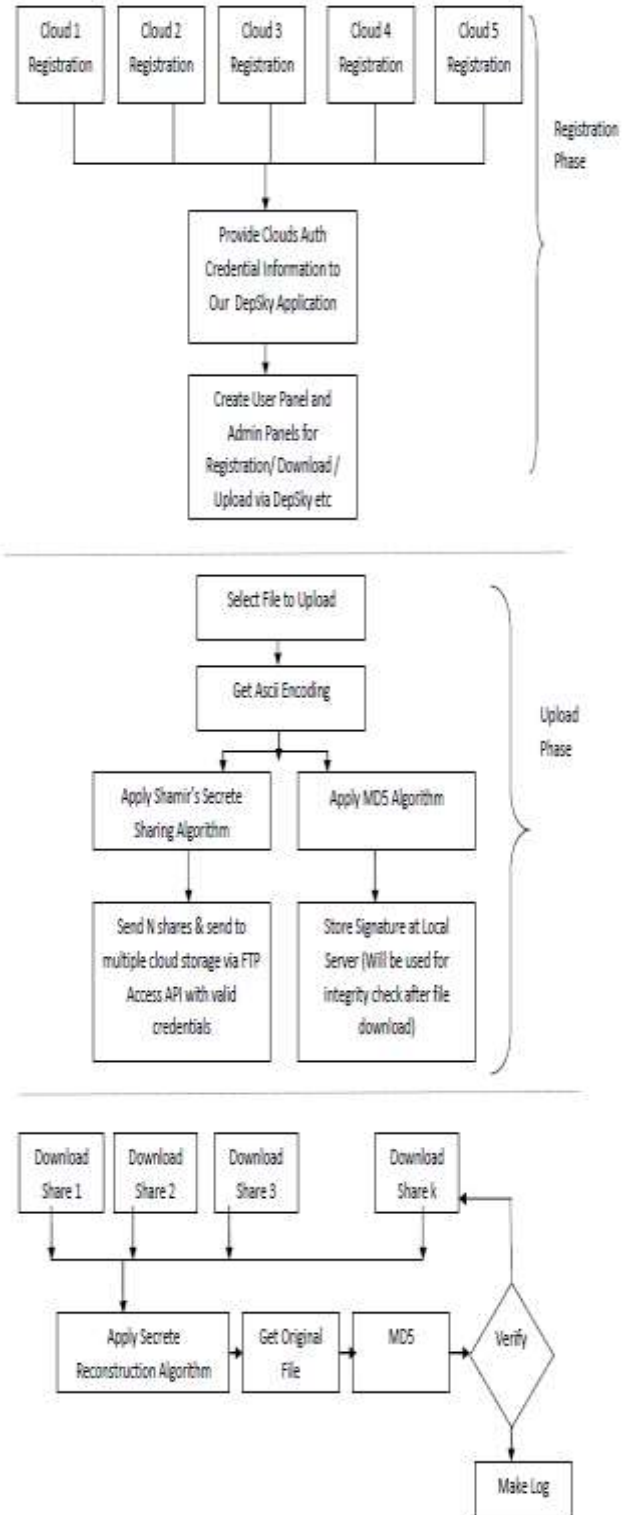 Cloud 1
Registration
Cloud 2
Registration
Cloud 3
Registration
Cloud 4
Registration
Cloud 5
Registration
Registration
Phase
Provide Clouds Auth
Credential Information to
Our DepSky Application
Create User Panel and
Admin Panels for
Registration/ Download /
Upload via DepSky etc
Select File to Upload
Get Ascii Encoding
Upload
Phase
Apply Shamir's Secrete
Sharing Algorithm
Apply MD5 Algorithm
Send N shares & send to
multiple cloud storage via FTP
Access API with valid
credentials
Store Signature at Local
Server (Will be used for
integrity check after file
download)
Download
Share 1
Download
Share 2
Download
Share 3
Download
Share k
Apply Secrete
Reconstruction Algorithm
Get Original
File
MD5
Verify
Make Log